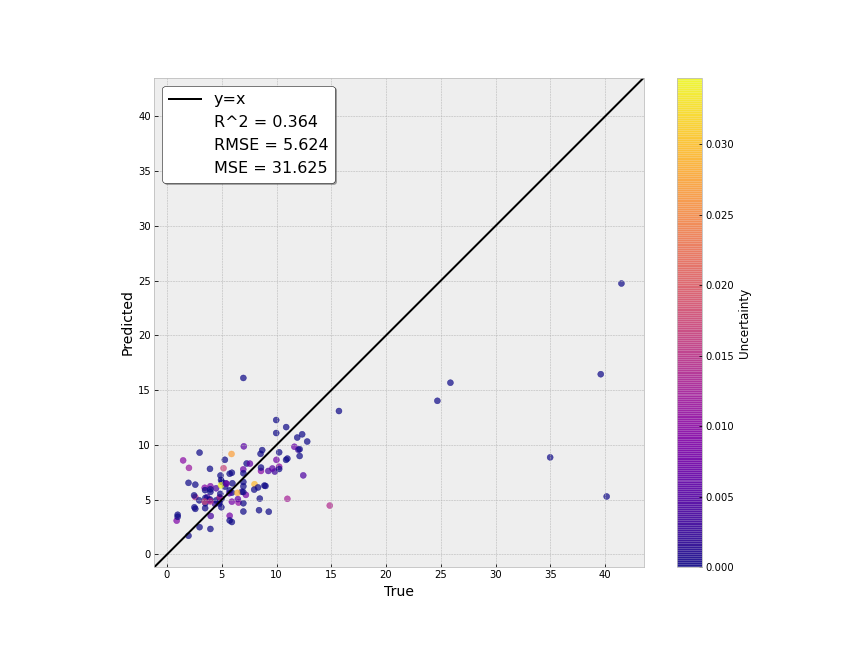 y=x
R^2 = 0.364
RMSE = 5.624
MSE = 31.625
40
35
30
25
20
15
10
5
0
Predicted
0 5 10 15 20 25 30 35 40
True
0.030
0.025
0.020
0.015
0.010
0.005
0.000
Uncertainty